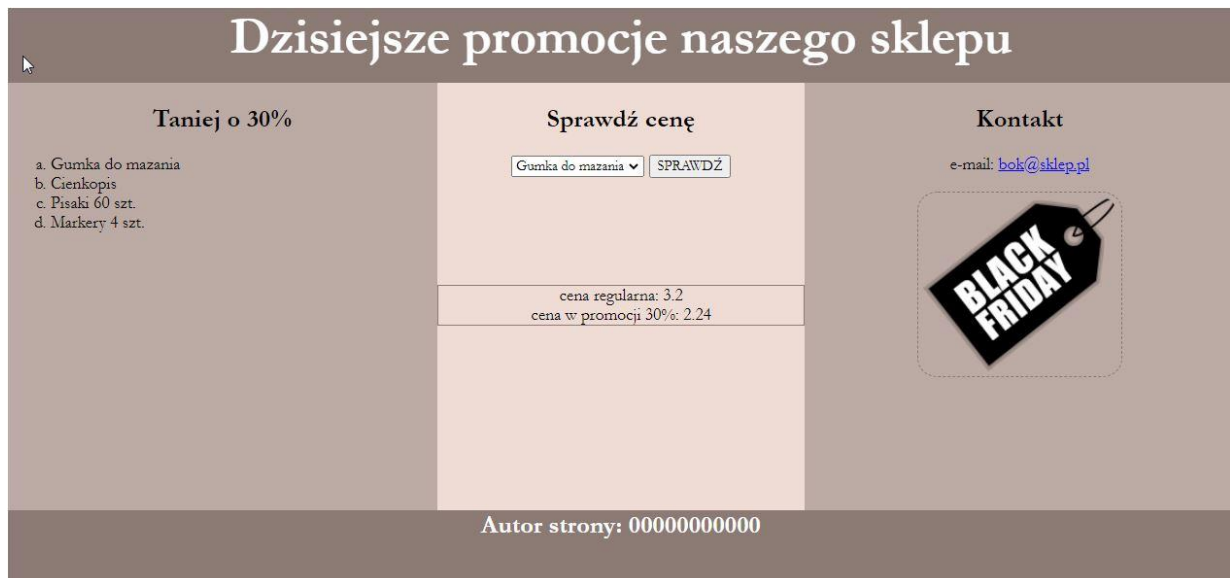 Dzisiejsze promocje naszego sklepu
Taniej o 30%
a. Gumka do mazania
b. Cienkopis
c. Pisaki 60 szt.
d. Markery 4 szt.
Sprawdź cenę
Gumka do mazania SPRAWDŹ
cena regularna: 3.2
cena w promocji 30%: 2.24
Kontakt
e-mail: bok@sklep.pl
BLACK
FRIDAY
Autor strony: 00000000000